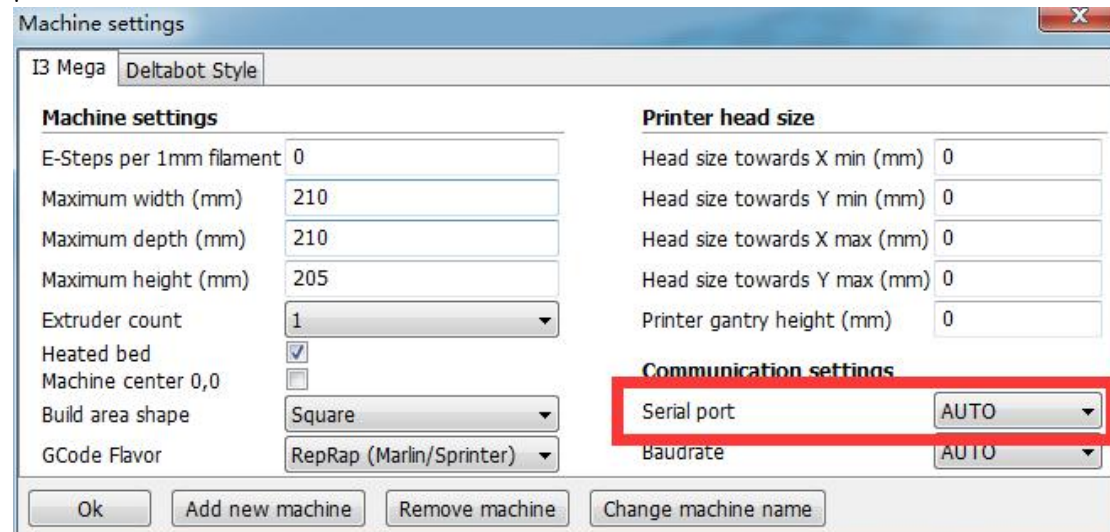 Machine settings
I3 Mega Deltabot Style
Machine settings
E-Steps per 1mm filament 0
Maximum width (mm) 210
Maximum depth (mm) 210
Maximum height (mm) 205
Extruder count 1
Heated bed
Machine center 0,0
Build area shape Square
GCode Flavor RepRap (Marlin/Sprinter)
Printer head size
Head size towards X min (mm) 0
Head size towards Y min (mm) 0
Head size towards X max (mm) 0
Head size towards Y max (mm) 0
Printer gantry height (mm) 0
Communication settings
Serial port AUTO
Baudrate AUTO
Ok Add new machine Remove machine Change machine name